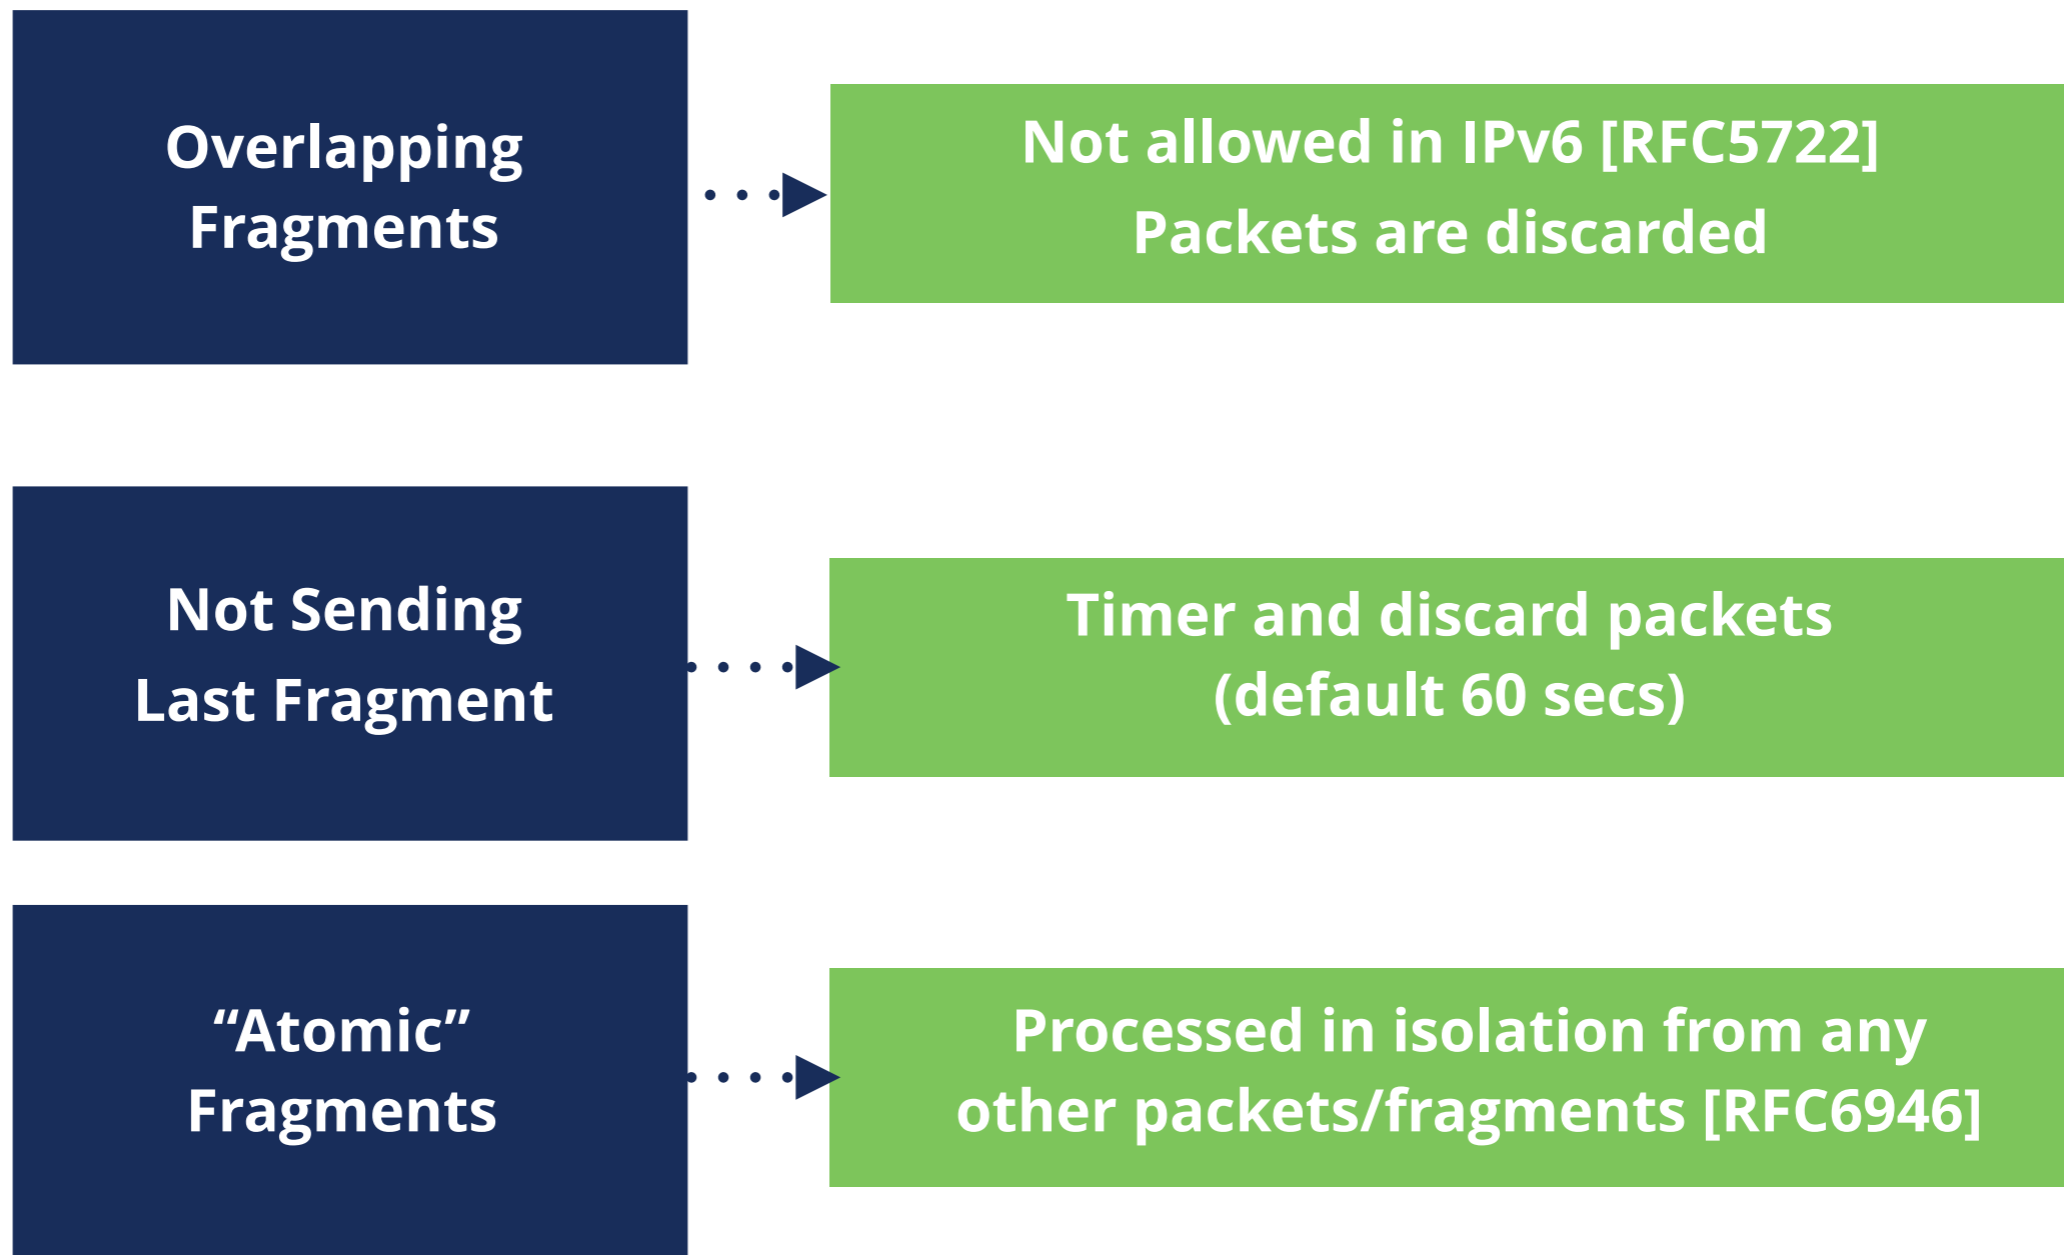 Overlapping
Fragments
Not allowed in IPv6 [RFC5722]
Packets are discarded
Not Sending
Last Fragment
Timer and discard packets
(default 60 secs)
“Atomic”
Fragments
Processed in isolation from any
other packets/fragments [RFC6946]